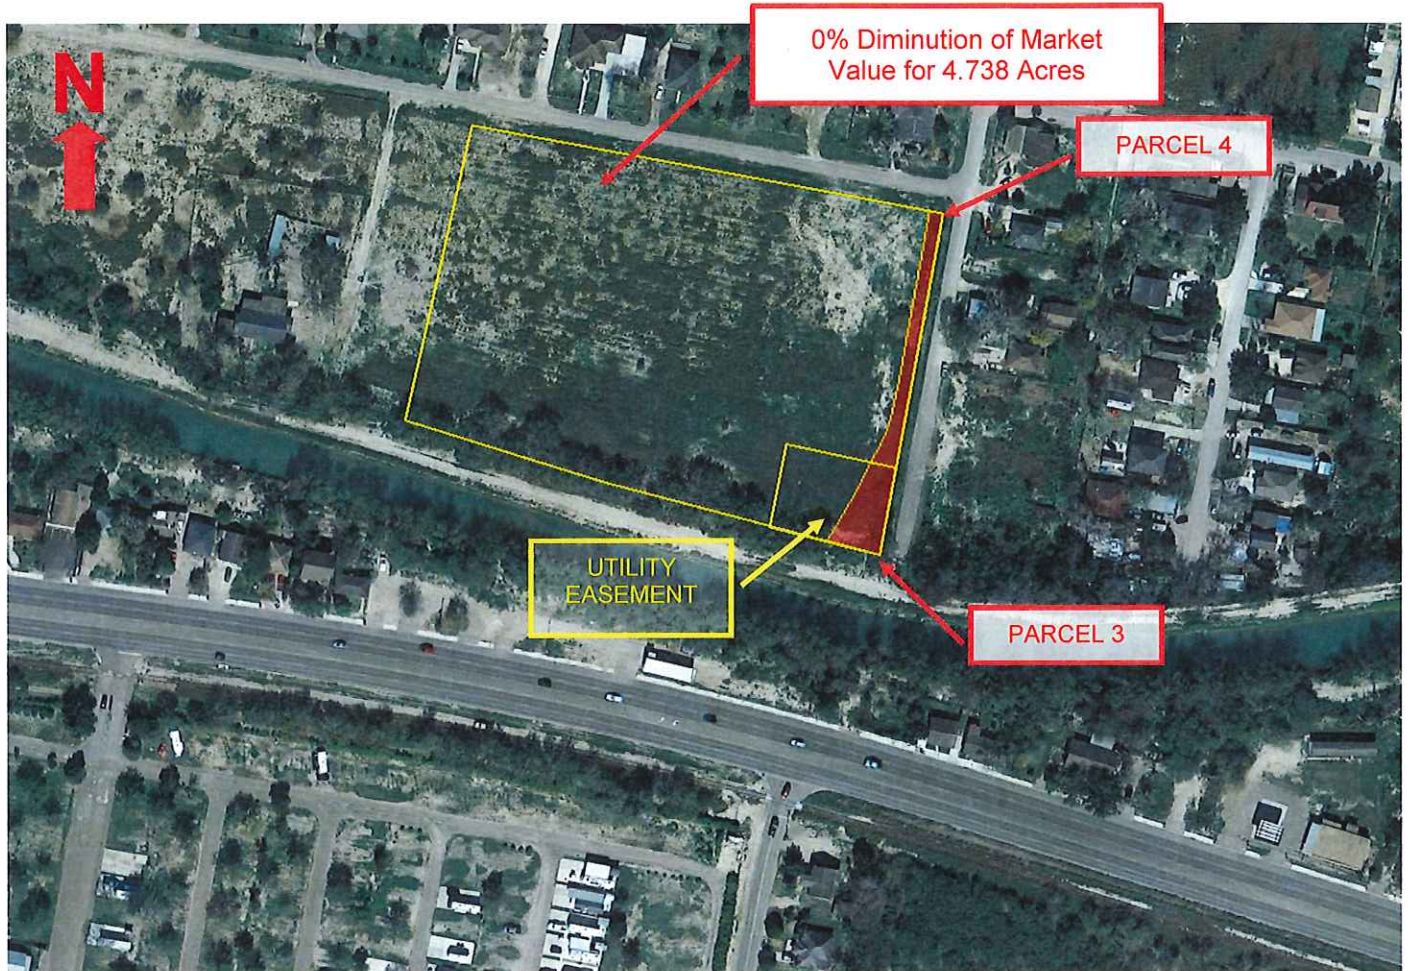 0% Diminution of Market
Value for 4.738 Acres
N
PARCEL 4
UTILITY
EASEMENT
PARCEL 3